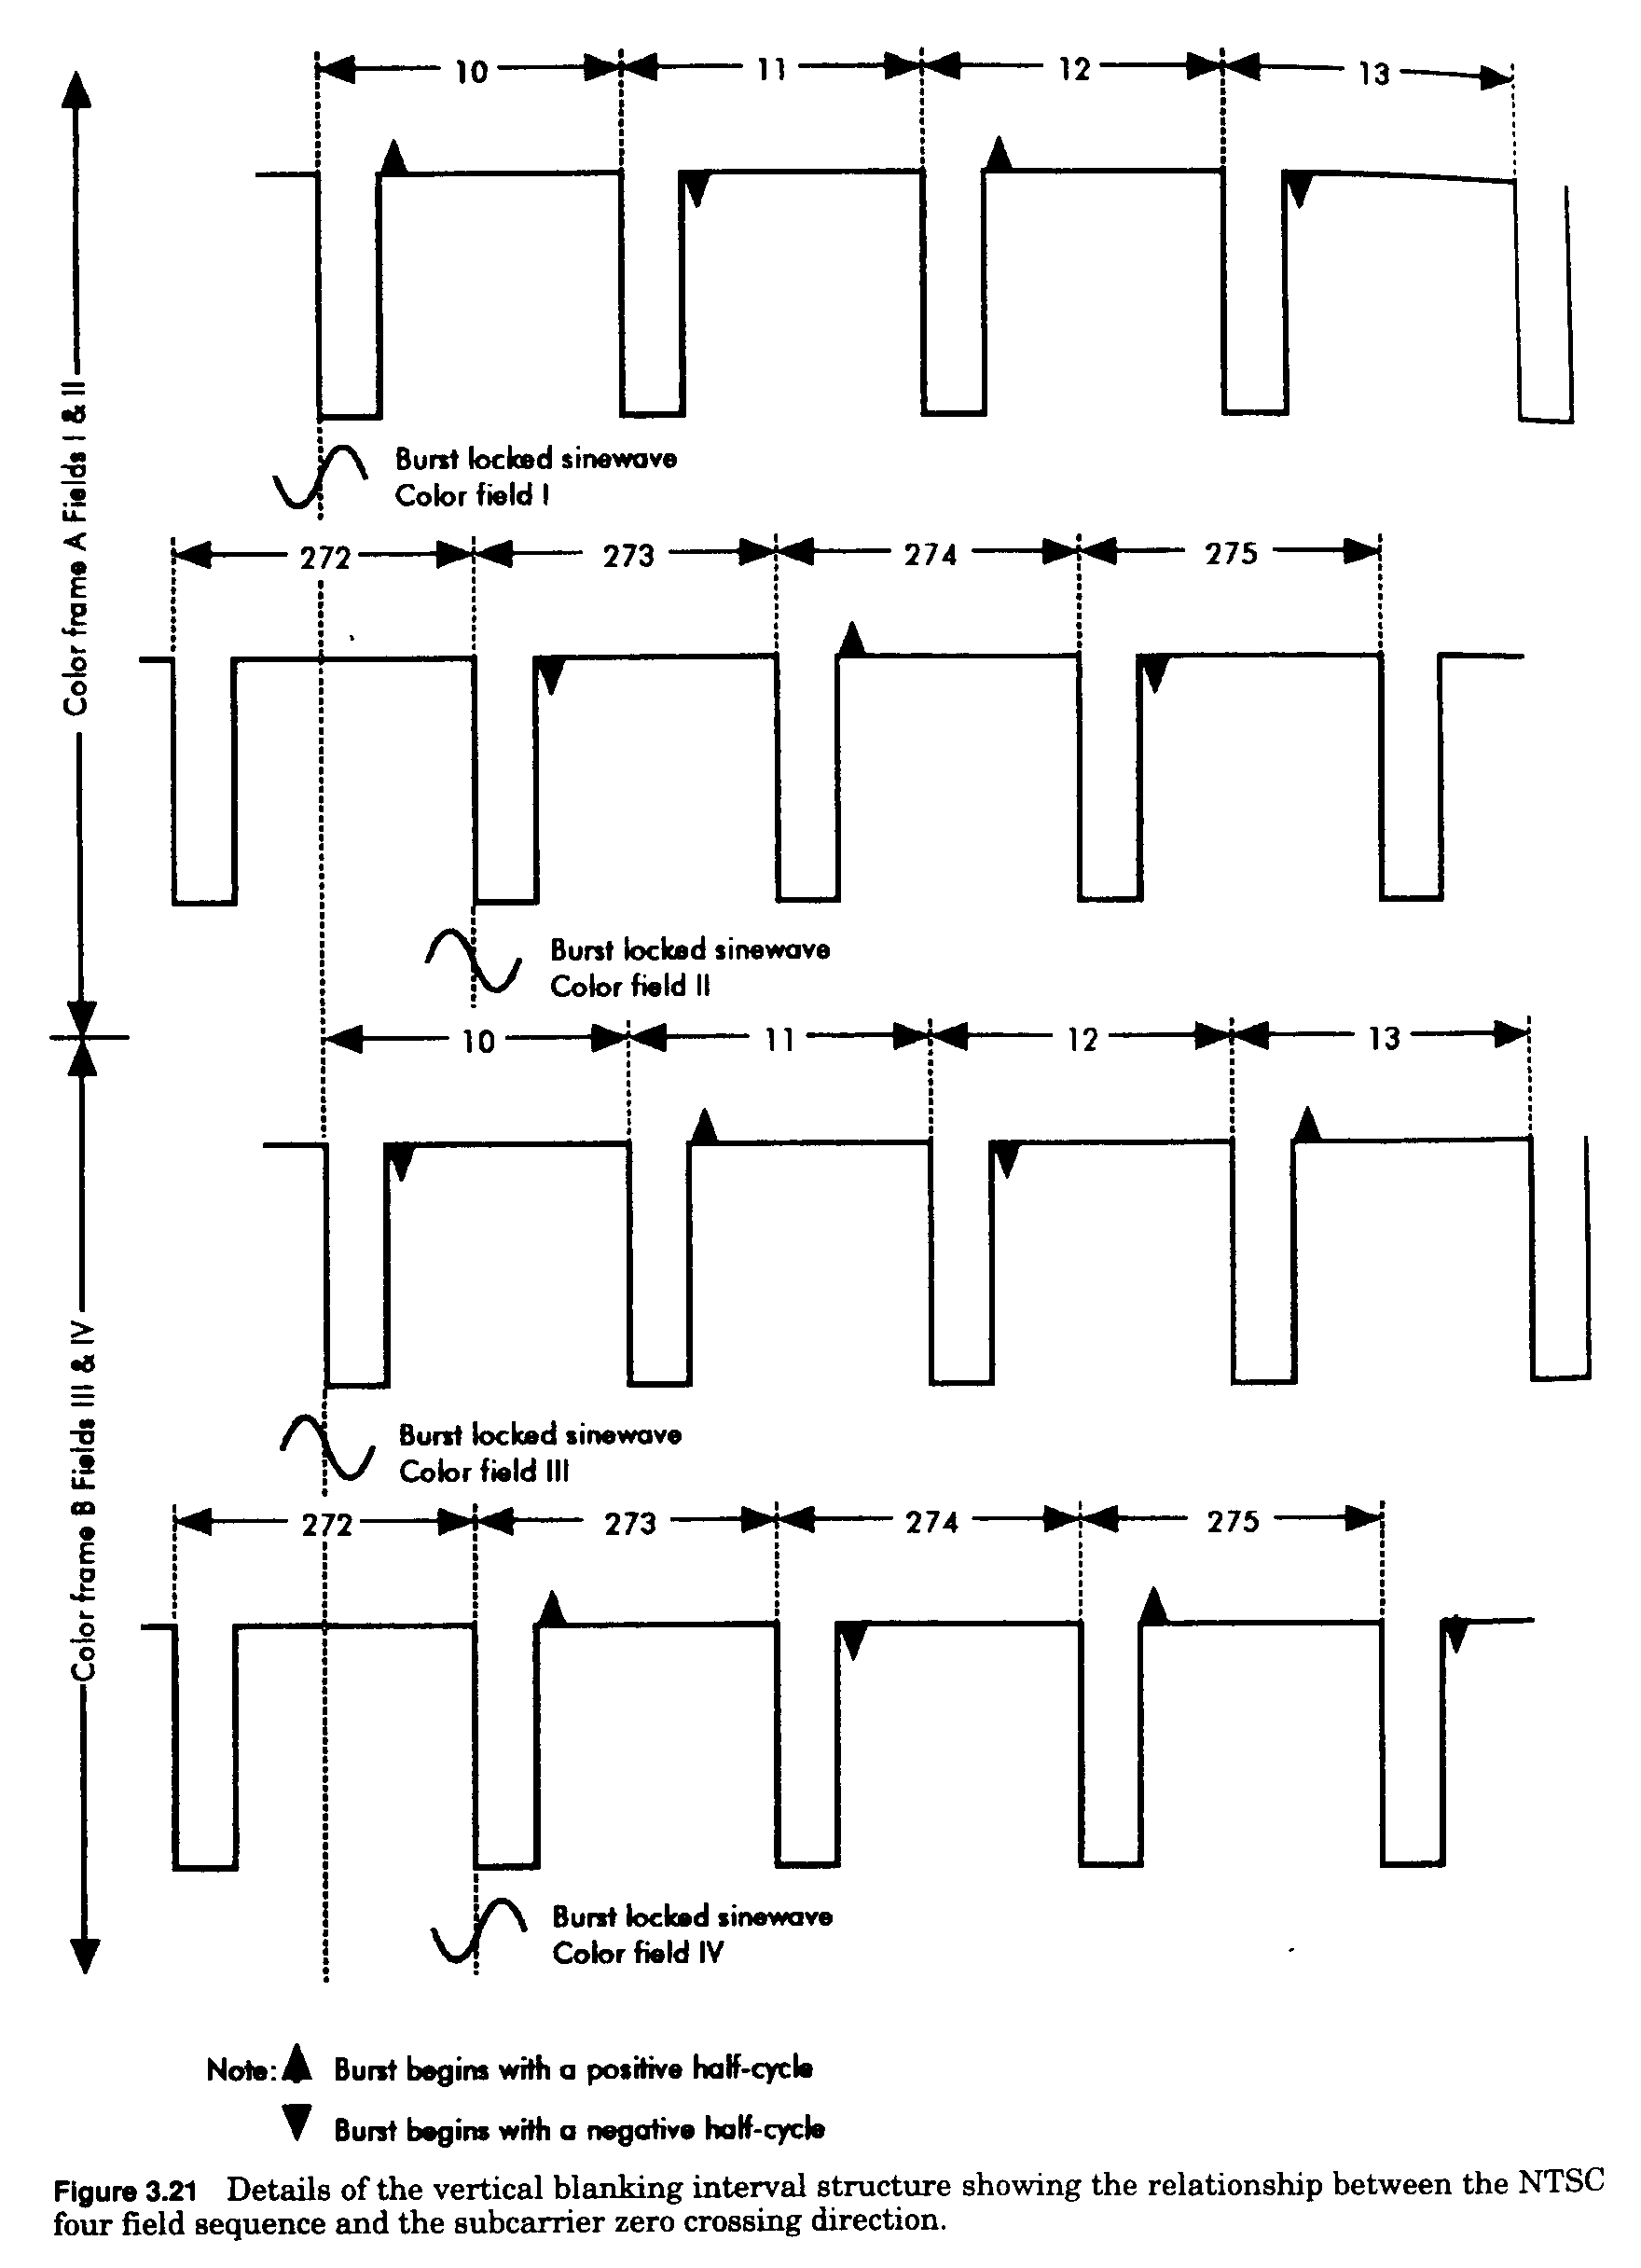 10 11 12 13
Burst locked sinewave
Color field I
Color frame A Fields I & II
272 273 274 275
Burst locked sinewave
Color field II
10 11 12 13
Burst locked sinewave
Color field III
Color frame B Fields III & IV
272 273 274 275
Burst locked sinewave
Color field IV
Note: Burst begins with a positive half-cycle
Burst begins with a negative half-cycle
Figure 3.21 Details of the vertical blanking interval structure showing the relationship between the NTSC
four field sequence and the subcarrier zero crossing direction.